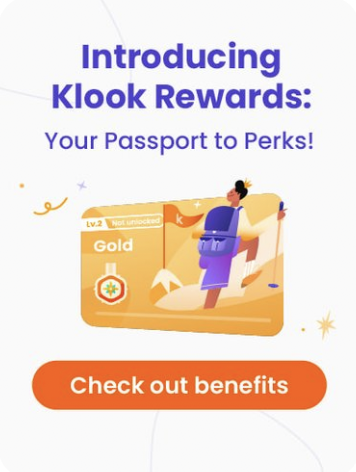 Introducing
Klook Rewards:
Your Passport to Perks!
Lv.2 Not unlocked
k
Gold
Check out benefits